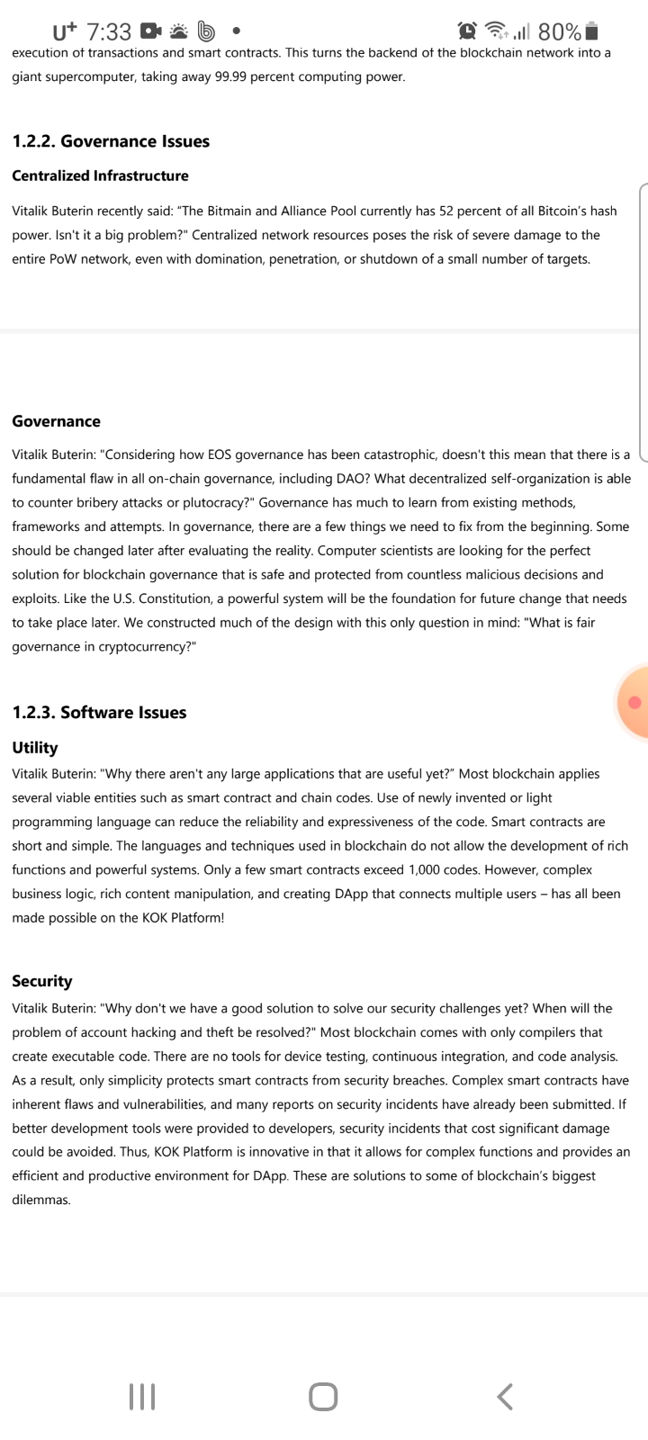 U+ 7:33 80%
execution of transactions and smart contracts. This turns the backend of the blockchain network into a
giant supercomputer, taking away 99.99 percent computing power.
1.2.2. Governance Issues
Centralized Infrastructure
Vitalik Buterin recently said: "The Bitmain and Alliance Pool currently has 52 percent of all Bitcoin's hash
power. Isn't it a big problem?" Centralized network resources poses the risk of severe damage to the
entire PoW network, even with domination, penetration, or shutdown of a small number of targets.
Governance
Vitalik Buterin: "Considering how EOS governance has been catastrophic, doesn't this mean that there is a
fundamental flaw in all on-chain governance, including DAO? What decentralized self-organization is able
to counter bribery attacks or plutocracy?" Governance has much to learn from existing methods,
frameworks and attempts. In governance, there are a few things we need to fix from the beginning. Some
should be changed later after evaluating the reality. Computer scientists are looking for the perfect
solution for blockchain governance that is safe and protected from countless malicious decisions and
exploits. Like the U.S. Constitution, a powerful system will be the foundation for future change that needs
to take place later. We constructed much of the design with this only question in mind: "What is fair
governance in cryptocurrency?"
1.2.3. Software Issues
Utility
Vitalik Buterin: "Why there aren't any large applications that are useful yet?" Most blockchain applies
several viable entities such as smart contract and chain codes. Use of newly invented or light
programming language can reduce the reliability and expressiveness of the code. Smart contracts are
short and simple. The languages and techniques used in blockchain do not allow the development of rich
functions and powerful systems. Only a few smart contracts exceed 1,000 codes. However, complex
business logic, rich content manipulation, and creating DApp that connects multiple users – has all been
made possible on the KOK Platform!
Security
Vitalik Buterin: "Why don't we have a good solution to solve our security challenges yet? When will the
problem of account hacking and theft be resolved?" Most blockchain comes with only compilers that
create executable code. There are no tools for device testing, continuous integration, and code analysis.
As a result, only simplicity protects smart contracts from security breaches. Complex smart contracts have
inherent flaws and vulnerabilities, and many reports on security incidents have already been submitted. If
better development tools were provided to developers, security incidents that cost significant damage
could be avoided. Thus, KOK Platform is innovative in that it allows for complex functions and provides an
efficient and productive environment for DApp. These are solutions to some of blockchain's biggest
dilemmas.